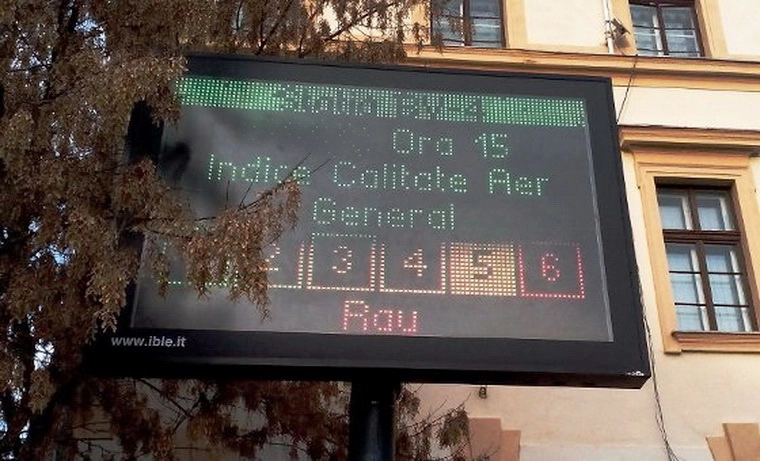 Ora 15
Indice Calitate Aer
General
2 3 4 5 6
Rau
www.ible.it